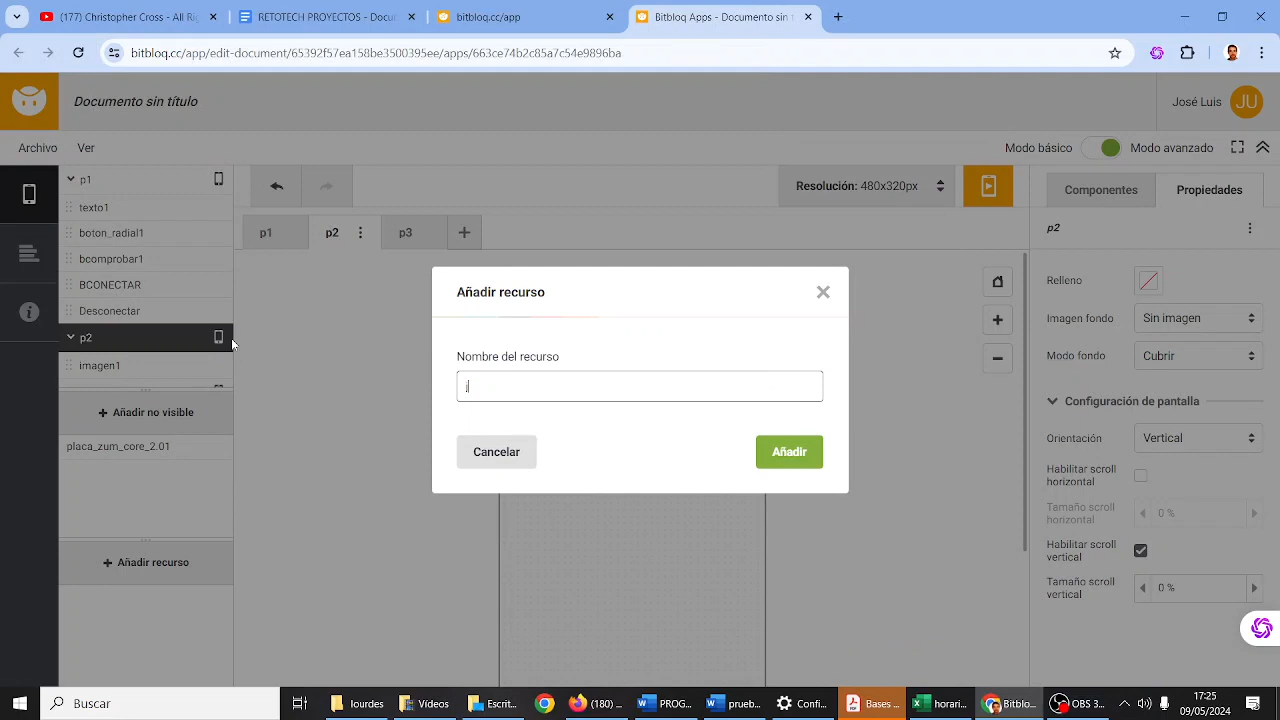 (177) Christopher Cross - All Rig
RETOTECH PROYECTOS - Docum
bitbloq.cc/app
Bitbloq Apps - Documento sin t
bitbloq.cc/app/edit-document/65392f57ea158be3500395ee/apps/663ce74b2c85a7c54e9896ba
Documento sin título
José Luis
JU
Archivo
Ver
Modo básico
Modo avanzado
p1
texto1
boton_radial1
bcomprobar1
BCONECTAR
Desconectar
p2
imagen1
Añadir no visible
placa_zum_core_2.01
Añadir recurso
Resolución: 480x320px
p1
p2
p3
Componentes
Propiedades
p2
Relleno
Imagen fondo
Sin imagen
Modo fondo
Cubrir
Configuración de pantalla
Orientación
Vertical
Habilitar scroll
horizontal
Tamaño scroll
horizontal
0 %
Habilitar scroll
vertical
Tamaño scroll
vertical
0 %
Añadir recurso
Nombre del recurso
Cancelar
Añadir
Buscar
lourdes
Vídeos
Escrit...
(180) ...
PROG...
prueb...
Confi...
Bases ...
horari...
Bitblo...
OBS 3...
17:25
09/05/2024